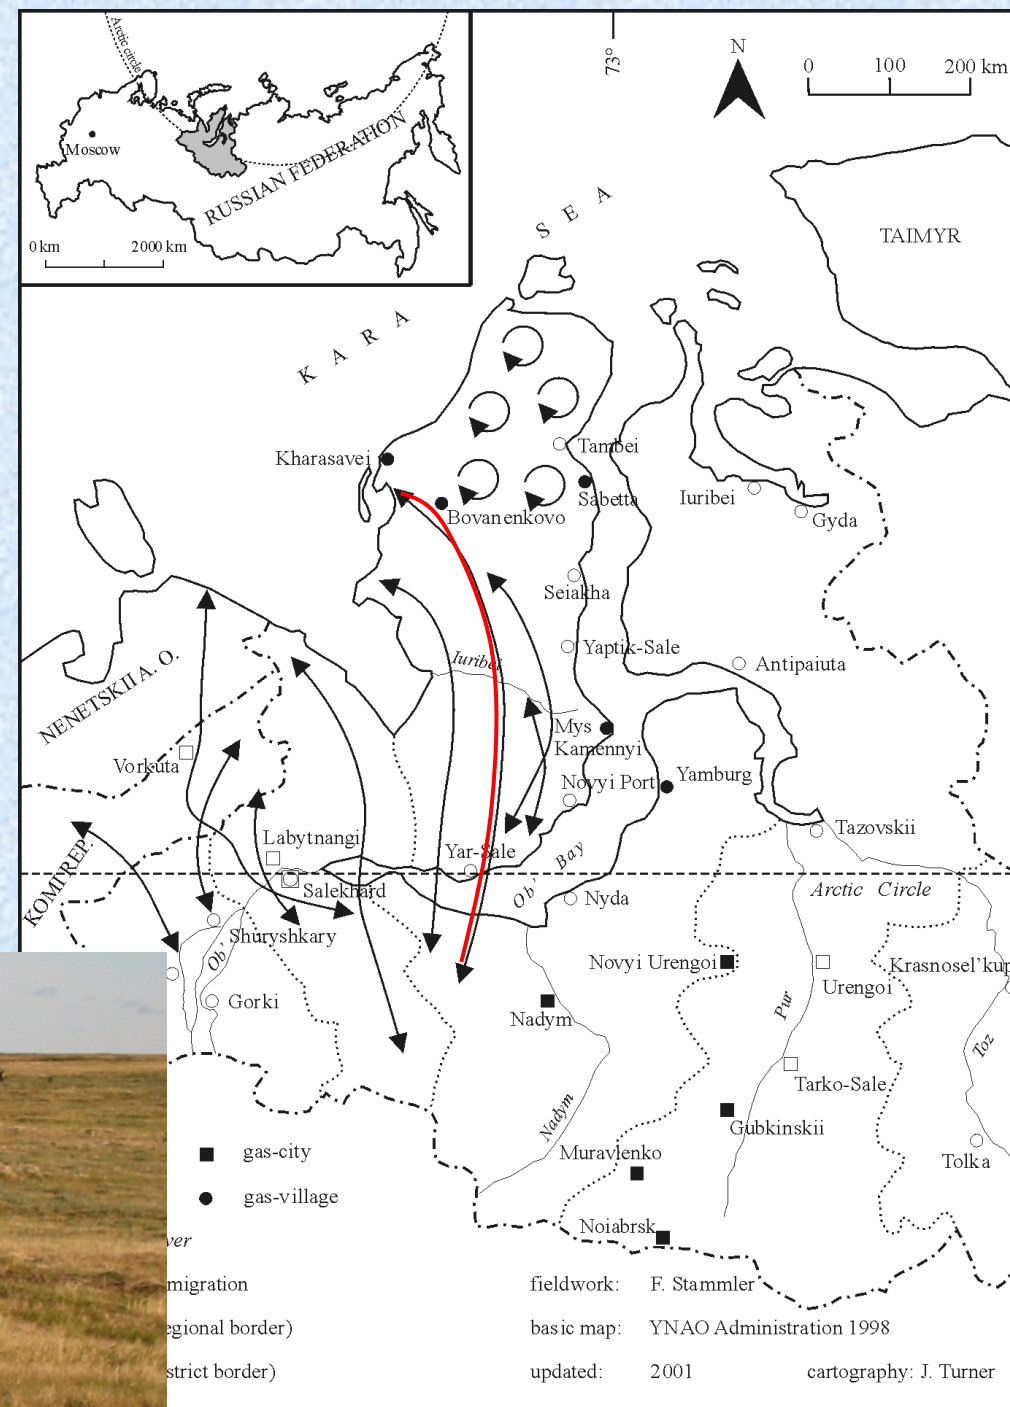 Arctic circle
Moscow
RUSSIAN FEDERATION
0 km
2000 km
73°
N
0
100
200 km
TAIMYR
KARA SEA
Kharasavei
Bovanenkovo
Tambei
Sabetta
Iuribei
Gyda
Seiakha
Yaptik-Sale
Iuribei
Antipaiuta
NENETSKII A. O.
Mys
Kamennyi
Vorkuta
Novyi Port
Yamburg
Tazovskii
Labytnangi
Yar-Sale
Ob' Bay
Arctic Circle
KOMI REP.
Salekhard
Nyda
Shuryshkary
Ob'
Novyi Urengoi
Urengoi
Krasnosel'kup
Gorki
Nadym
Pur
Toz
Tarko-Sale
Nadym
Gubkinskii
Muravlenko
Tolka
Noiabrsk
gas-city
gas-village
ver
migration
egional border)
strict border)
fieldwork: F. Stammler
basic map: YNAO Administration 1998
updated: 2001
cartography: J. Turner